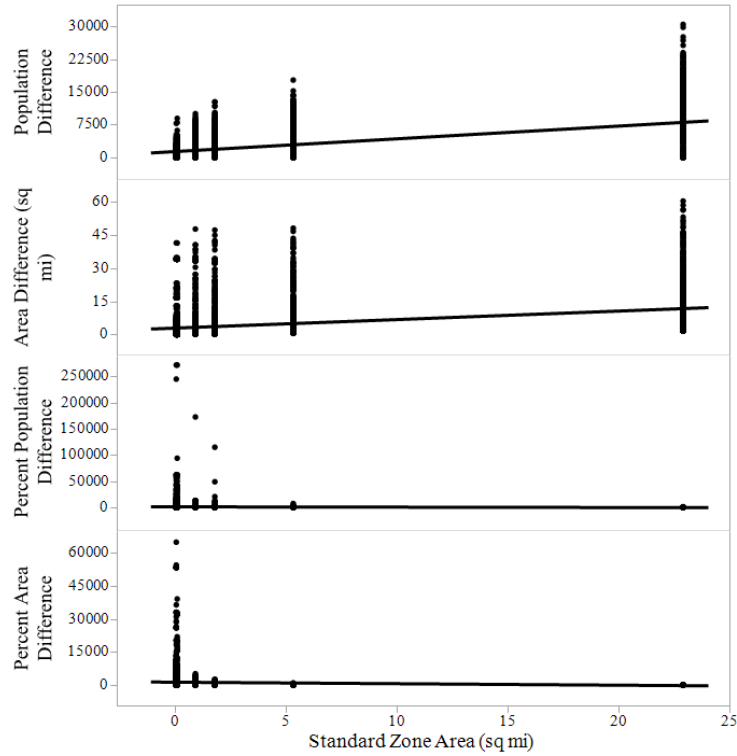 Population
Difference
30000
22500
15000
7500
0
Area Difference (sq
mi)
60
45
30
15
0
Percent Population
Difference
250000
200000
150000
100000
50000
0
Percent Area
Difference
60000
45000
30000
15000
0
0 5 10 15 20 25
Standard Zone Area (sq mi)